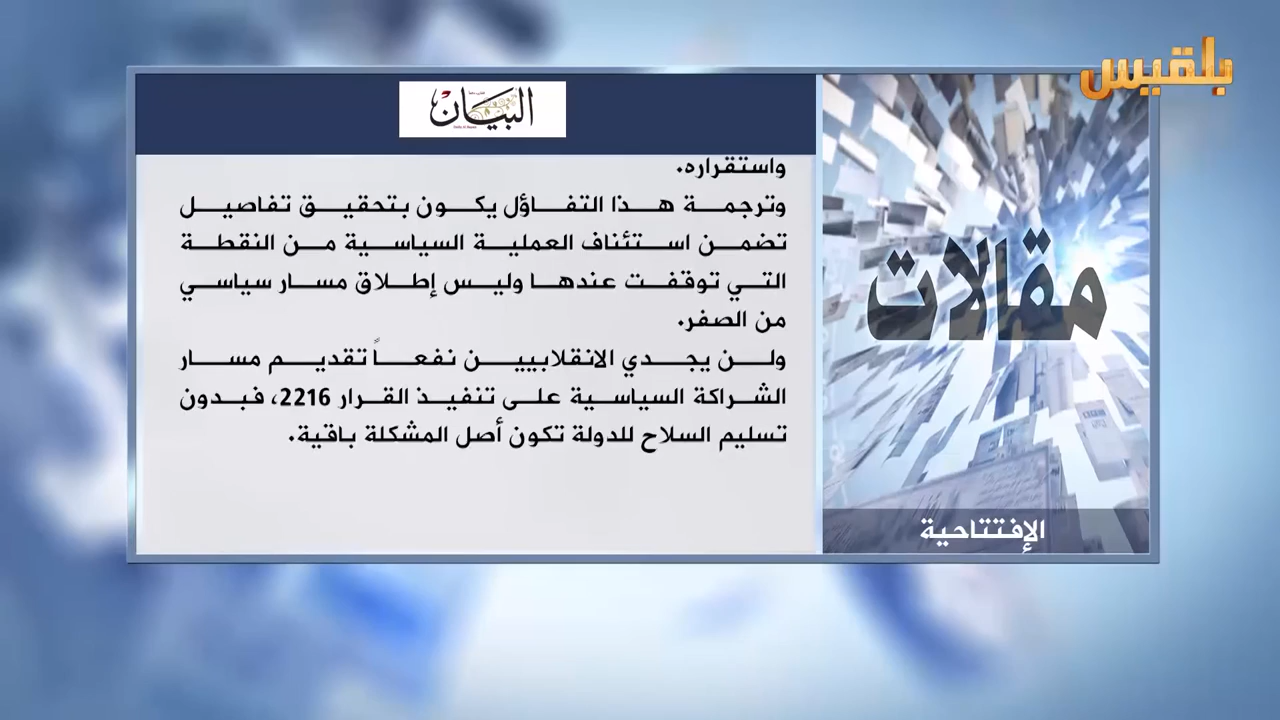 بلقيس
البيان
واستقراره.
وترجمة هذا التفاؤل يكون بتحقيق تفاصيل
تضمن استئناف العملية السياسية من النقطة
التي توقفت عندها وليس إطلاق مسار سياسي
من الصفر.
ولن يجدي الانقلابيين نفعاً تقديم مسار
الشراكة السياسية على تنفيذ القرار 2216، فبدون
تسليم السلاح للدولة تكون أصل المشكلة باقية.
مقالات
الإفتتاحية